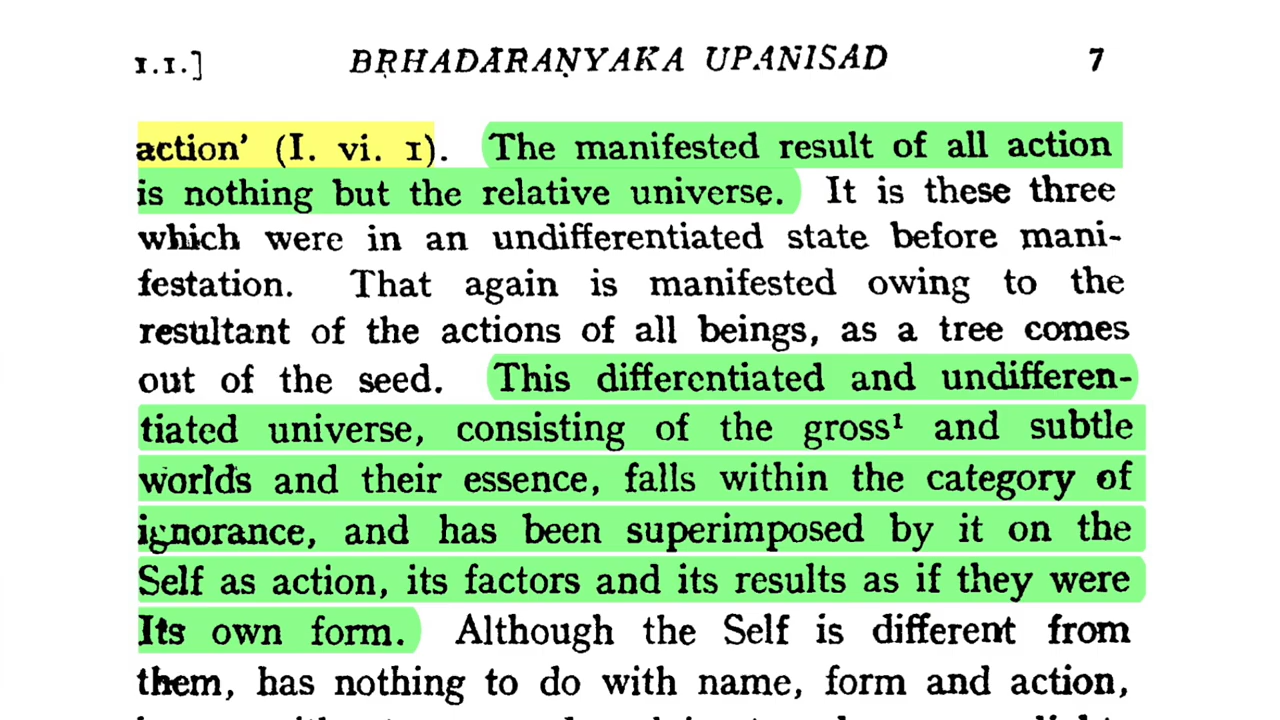 1.1.] BṚHADĀRAṆYAKA UPANISAD 7
action’ (I. vi. 1). The manifested result of all action
is nothing but the relative universe. It is these three
which were in an undifferentiated state before mani-
festation. That again is manifested owing to the
resultant of the actions of all beings, as a tree comes
out of the seed. This differentiated and undifferen-
tiated universe, consisting of the gross¹ and subtle
worlds and their essence, falls within the category of
ignorance, and has been superimposed by it on the
Self as action, its factors and its results as if they were
Its own form. Although the Self is different from
them, has nothing to do with name, form and action,